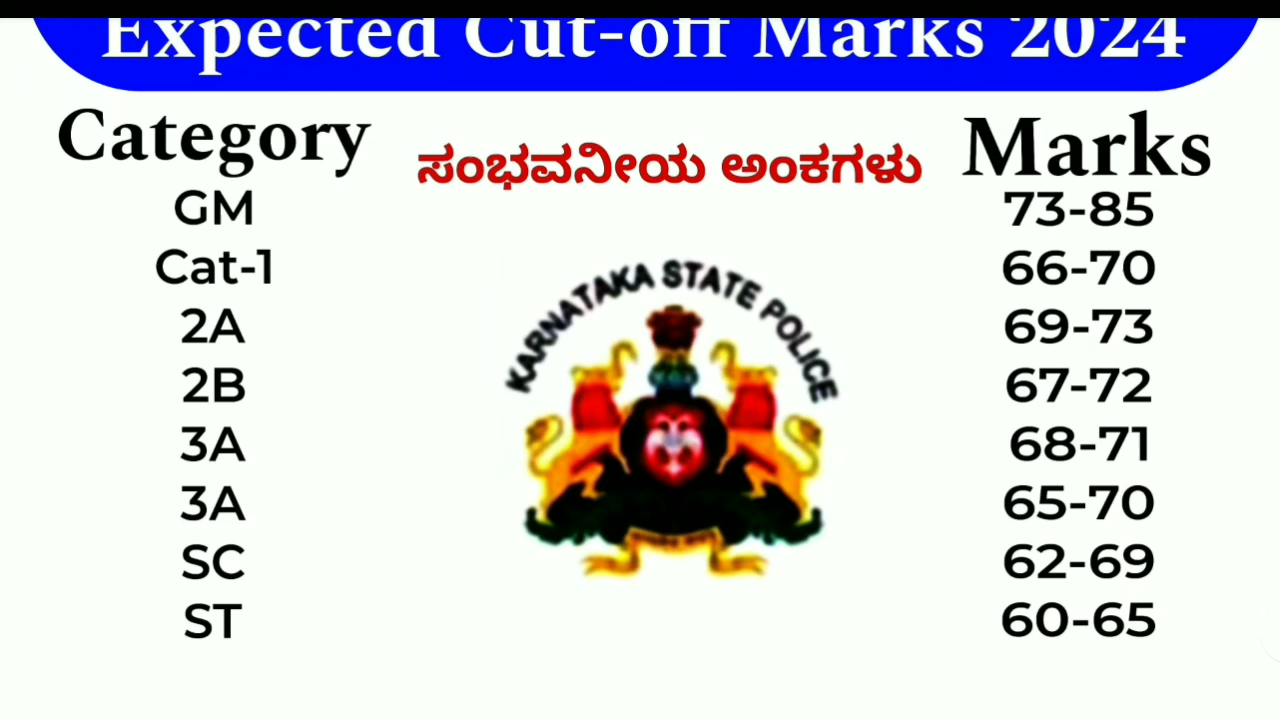 Expected Cut-off Marks 2024
Category ಸಂಭವನೀಯ ಅಂಕಗಳು Marks
GM 73-85
Cat-1 66-70
2A 69-73
2B 67-72
3A 68-71
3A 65-70
SC 62-69
ST 60-65
KARNATAKA STATE POLICE